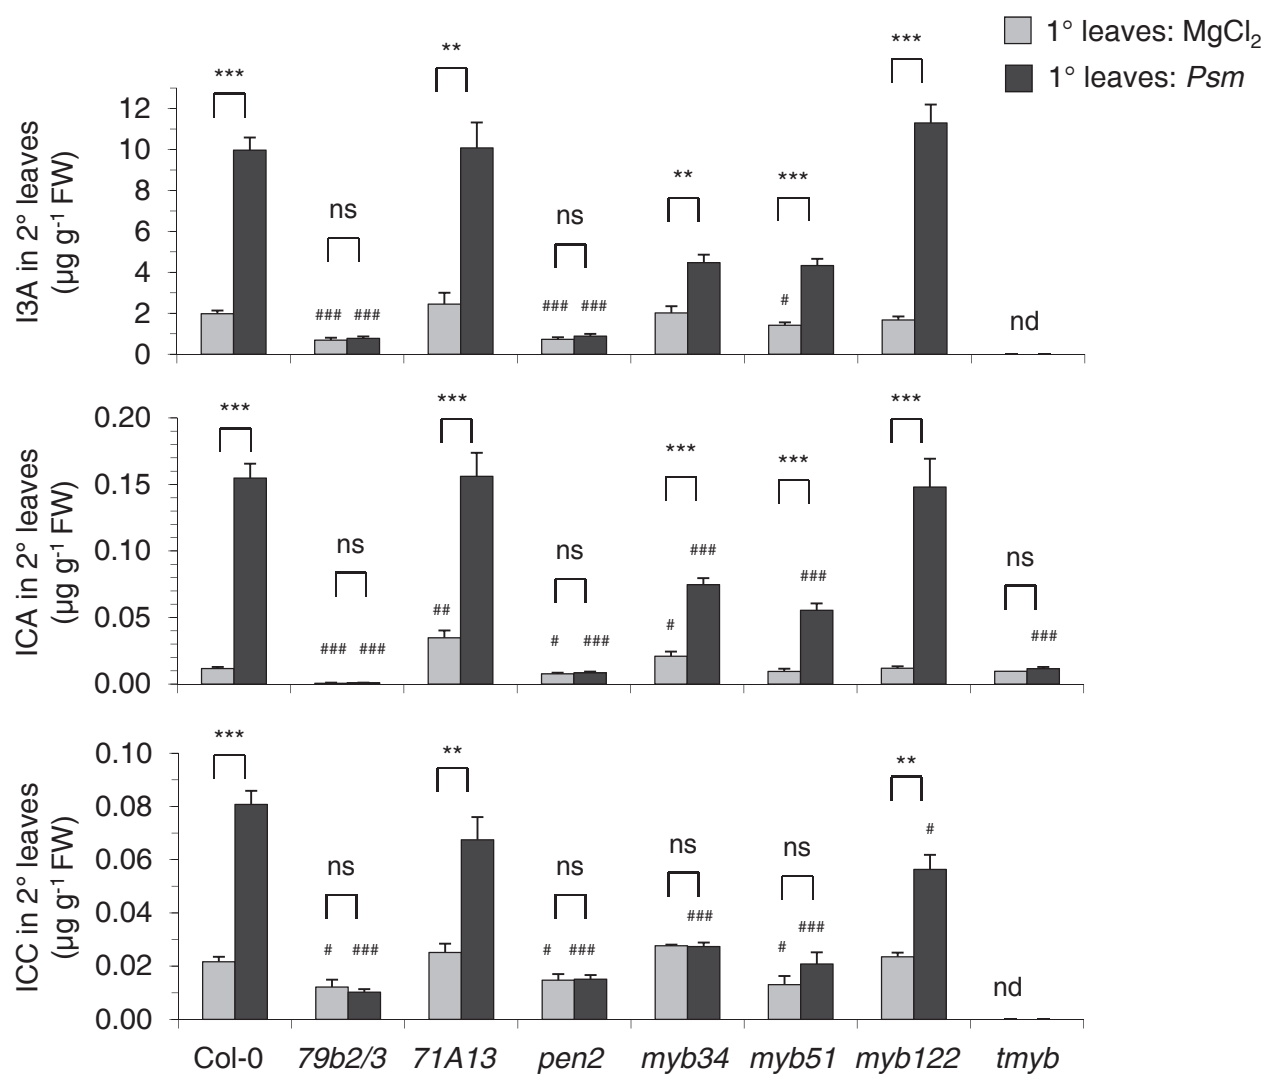 1° leaves: MgCl₂
1° leaves: Psm
I3A in 2° leaves
(µg g⁻¹ FW)
12
10
8
6
4
2
0
***
ns
### ###
**
ns
### ###
**
***
#
***
nd
ICA in 2° leaves
(µg g⁻¹ FW)
0.20
0.15
0.10
0.05
0.00
***
ns
### ###
***
##
ns
# ###
***
# ###
***
###
***
ns
###
ICC in 2° leaves
(µg g⁻¹ FW)
0.10
0.08
0.06
0.04
0.02
0.00
***
ns
# ###
**
ns
# ###
ns
###
ns
# ###
**
#
nd
Col-0 79b2/3 71A13 pen2 myb34 myb51 myb122 tmyb